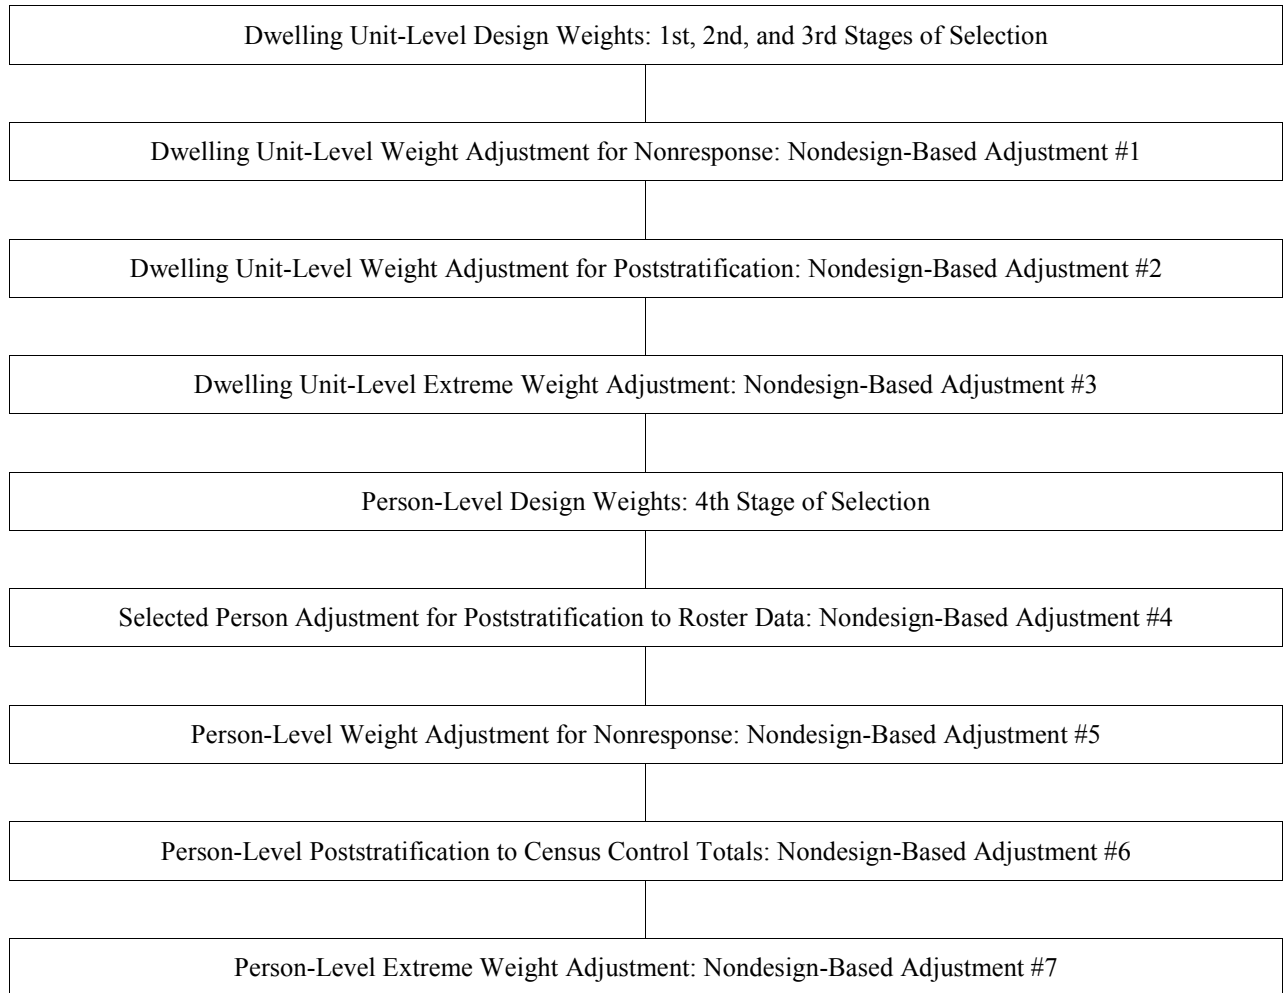 Dwelling Unit-Level Design Weights: 1st, 2nd, and 3rd Stages of Selection
Dwelling Unit-Level Weight Adjustment for Nonresponse: Nondesign-Based Adjustment #1
Dwelling Unit-Level Weight Adjustment for Poststratification: Nondesign-Based Adjustment #2
Dwelling Unit-Level Extreme Weight Adjustment: Nondesign-Based Adjustment #3
Person-Level Design Weights: 4th Stage of Selection
Selected Person Adjustment for Poststratification to Roster Data: Nondesign-Based Adjustment #4
Person-Level Weight Adjustment for Nonresponse: Nondesign-Based Adjustment #5
Person-Level Poststratification to Census Control Totals: Nondesign-Based Adjustment #6
Person-Level Extreme Weight Adjustment: Nondesign-Based Adjustment #7